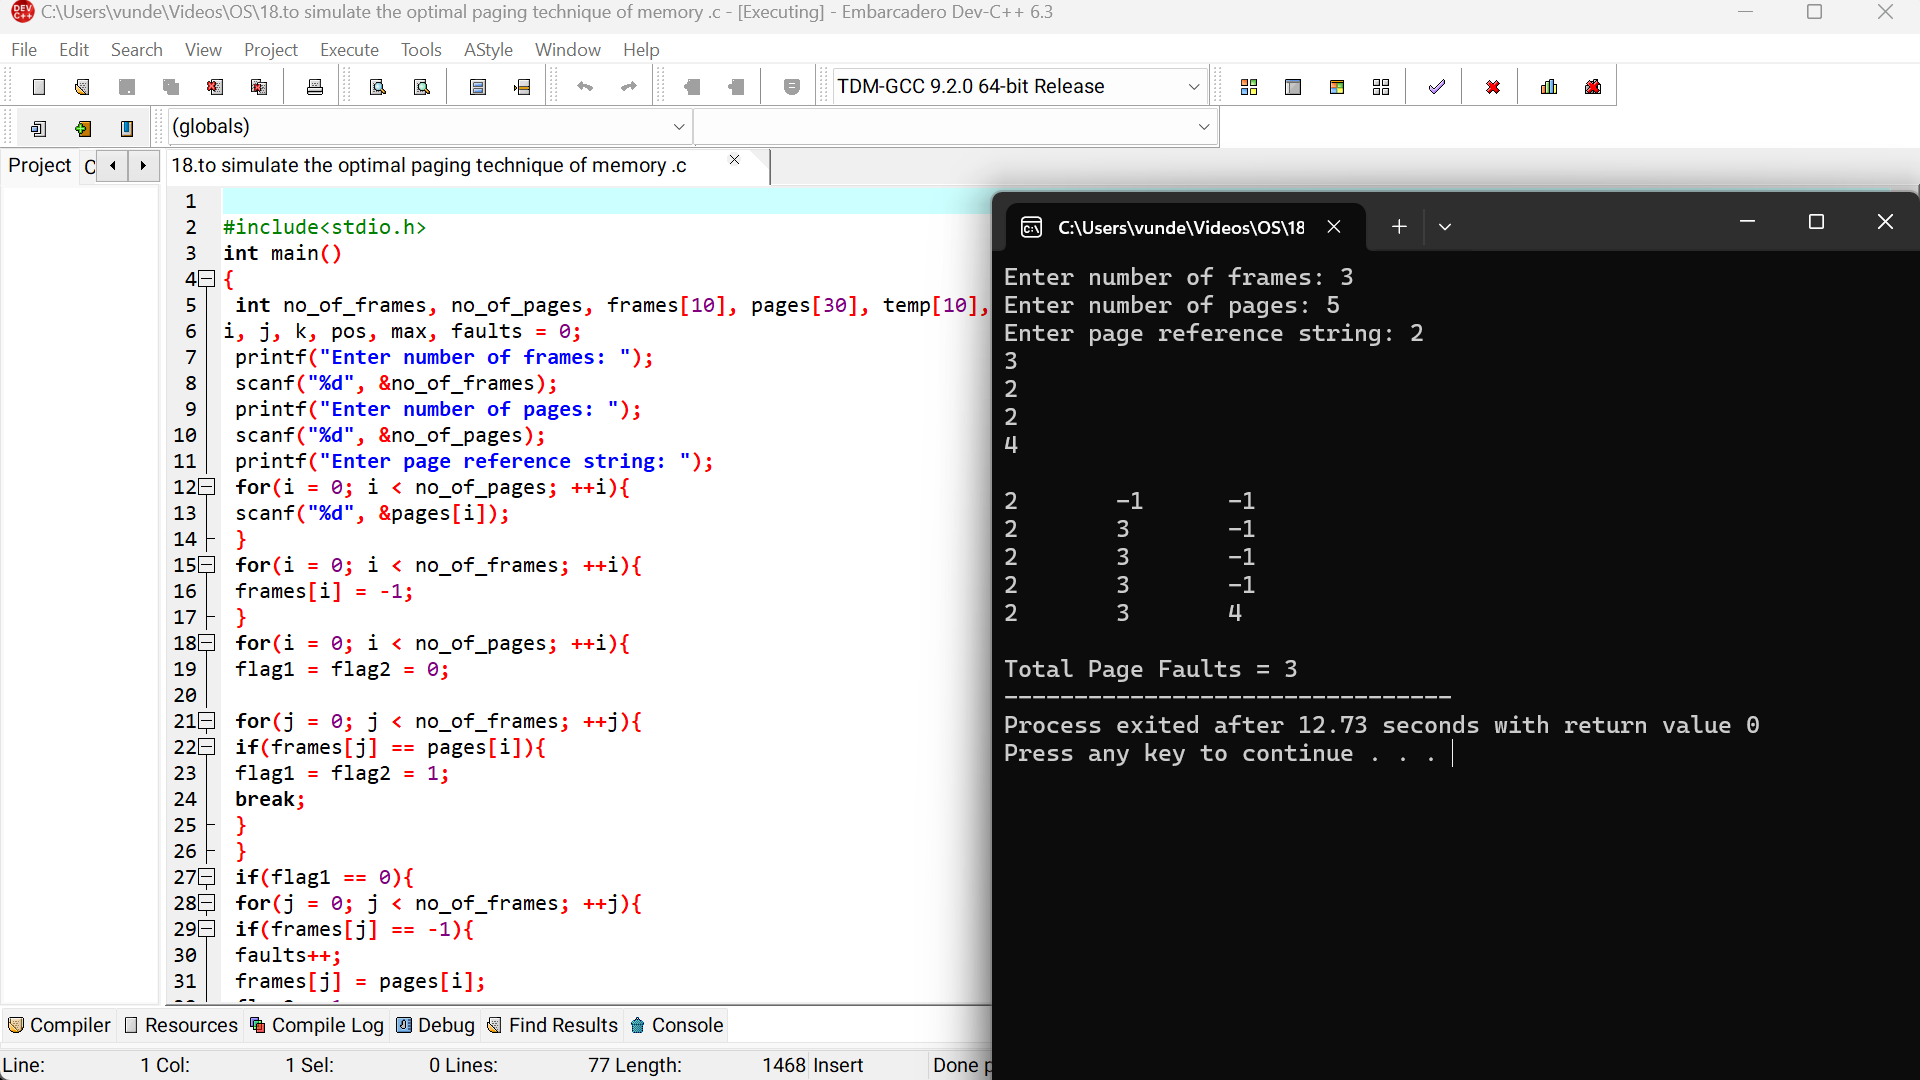 C:\Users\vunde\Videos\OS\18.to simulate the optimal paging technique of memory .c - [Executing] - Embarcadero Dev-C++ 6.3
File Edit Search View Project Execute Tools AStyle Window Help
TDM-GCC 9.2.0 64-bit Release
(globals)
Project
18.to simulate the optimal paging technique of memory .c
1
2 #include<stdio.h>
3 int main()
4 {
5 int no_of_frames, no_of_pages, frames[10], pages[30], temp[10],
6 i, j, k, pos, max, faults = 0;
7 printf("Enter number of frames: ");
8 scanf("%d", &no_of_frames);
9 printf("Enter number of pages: ");
10 scanf("%d", &no_of_pages);
11 printf("Enter page reference string: ");
12 for(i = 0; i < no_of_pages; ++i){
13 scanf("%d", &pages[i]);
14 }
15 for(i = 0; i < no_of_frames; ++i){
16 frames[i] = -1;
17 }
18 for(i = 0; i < no_of_pages; ++i){
19 flag1 = flag2 = 0;
20
21 for(j = 0; j < no_of_frames; ++j){
22 if(frames[j] == pages[i]){
23 flag1 = flag2 = 1;
24 break;
25 }
26 }
27 if(flag1 == 0){
28 for(j = 0; j < no_of_frames; ++j){
29 if(frames[j] == -1){
30 faults++;
31 frames[j] = pages[i];
C:\Users\vunde\Videos\OS\18
Enter number of frames: 3
Enter number of pages: 5
Enter page reference string: 2
3
2
2
4
2 -1 -1
2 3 -1
2 3 -1
2 3 -1
2 3 4
Total Page Faults = 3
--------------------------------
Process exited after 12.73 seconds with return value 0
Press any key to continue . . .
Compiler Resources Compile Log Debug Find Results Console
Line: 1 Col: 1 Sel: 0 Lines: 77 Length: 1468 Insert Done